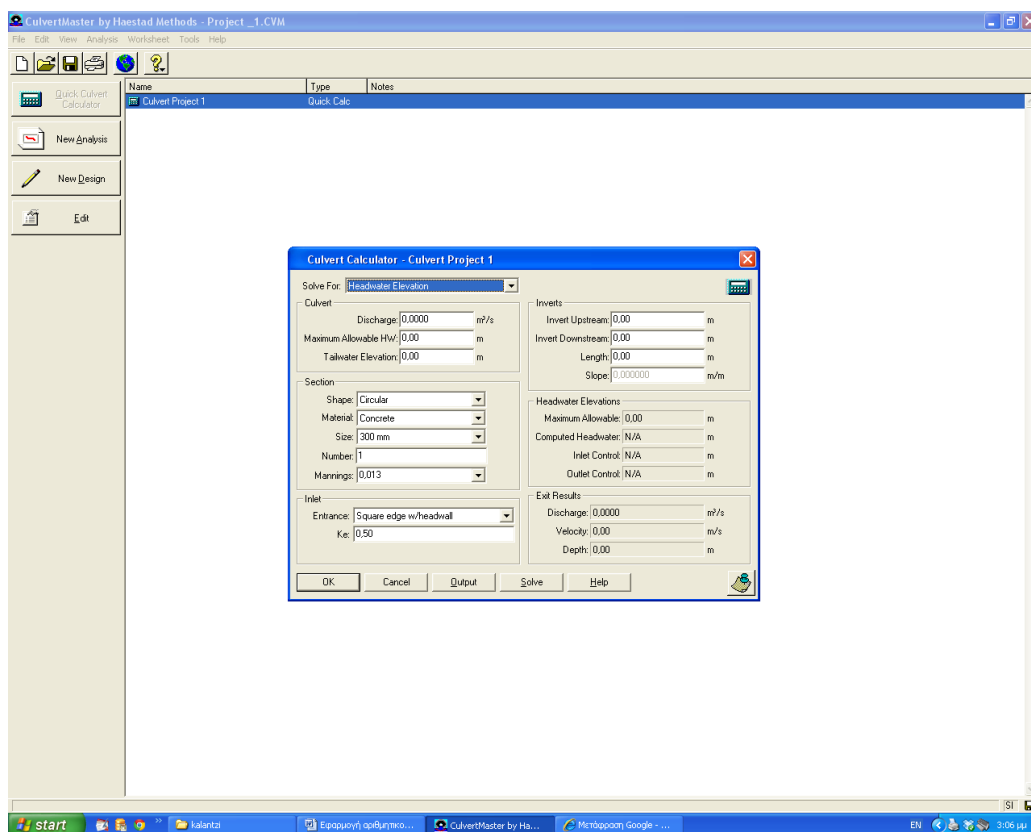 CulvertMaster by Haestad Methods - Project _1.CVM
File Edit View Analysis Worksheet Tools Help
Name Type Notes
Quick Culvert
Calculator
Culvert Project 1 Quick Calc
New Analysis
New Design
Edit
Culvert Calculator - Culvert Project 1
Solve For: Headwater Elevation
Culvert
Discharge: 0,0000 m³/s
Maximum Allowable HW: 0,00 m
Tailwater Elevation: 0,00 m
Section
Shape: Circular
Material: Concrete
Size: 300 mm
Number: 1
Mannings: 0,013
Inlet
Entrance: Square edge w/headwall
Ke: 0,50
Inverts
Invert Upstream: 0,00 m
Invert Downstream: 0,00 m
Length: 0,00 m
Slope: 0,000000 m/m
Headwater Elevations
Maximum Allowable: 0,00 m
Computed Headwater: N/A m
Inlet Control: N/A m
Outlet Control: N/A m
Exit Results
Discharge: 0,0000 m³/s
Velocity: 0,00 m/s
Depth: 0,00 m
OK Cancel Output Solve Help
SI
start kalantzi Εφαρμογή αριθμητικο... CulvertMaster by Ha... Μετάφραση Google - ... EN 3:06 μμ